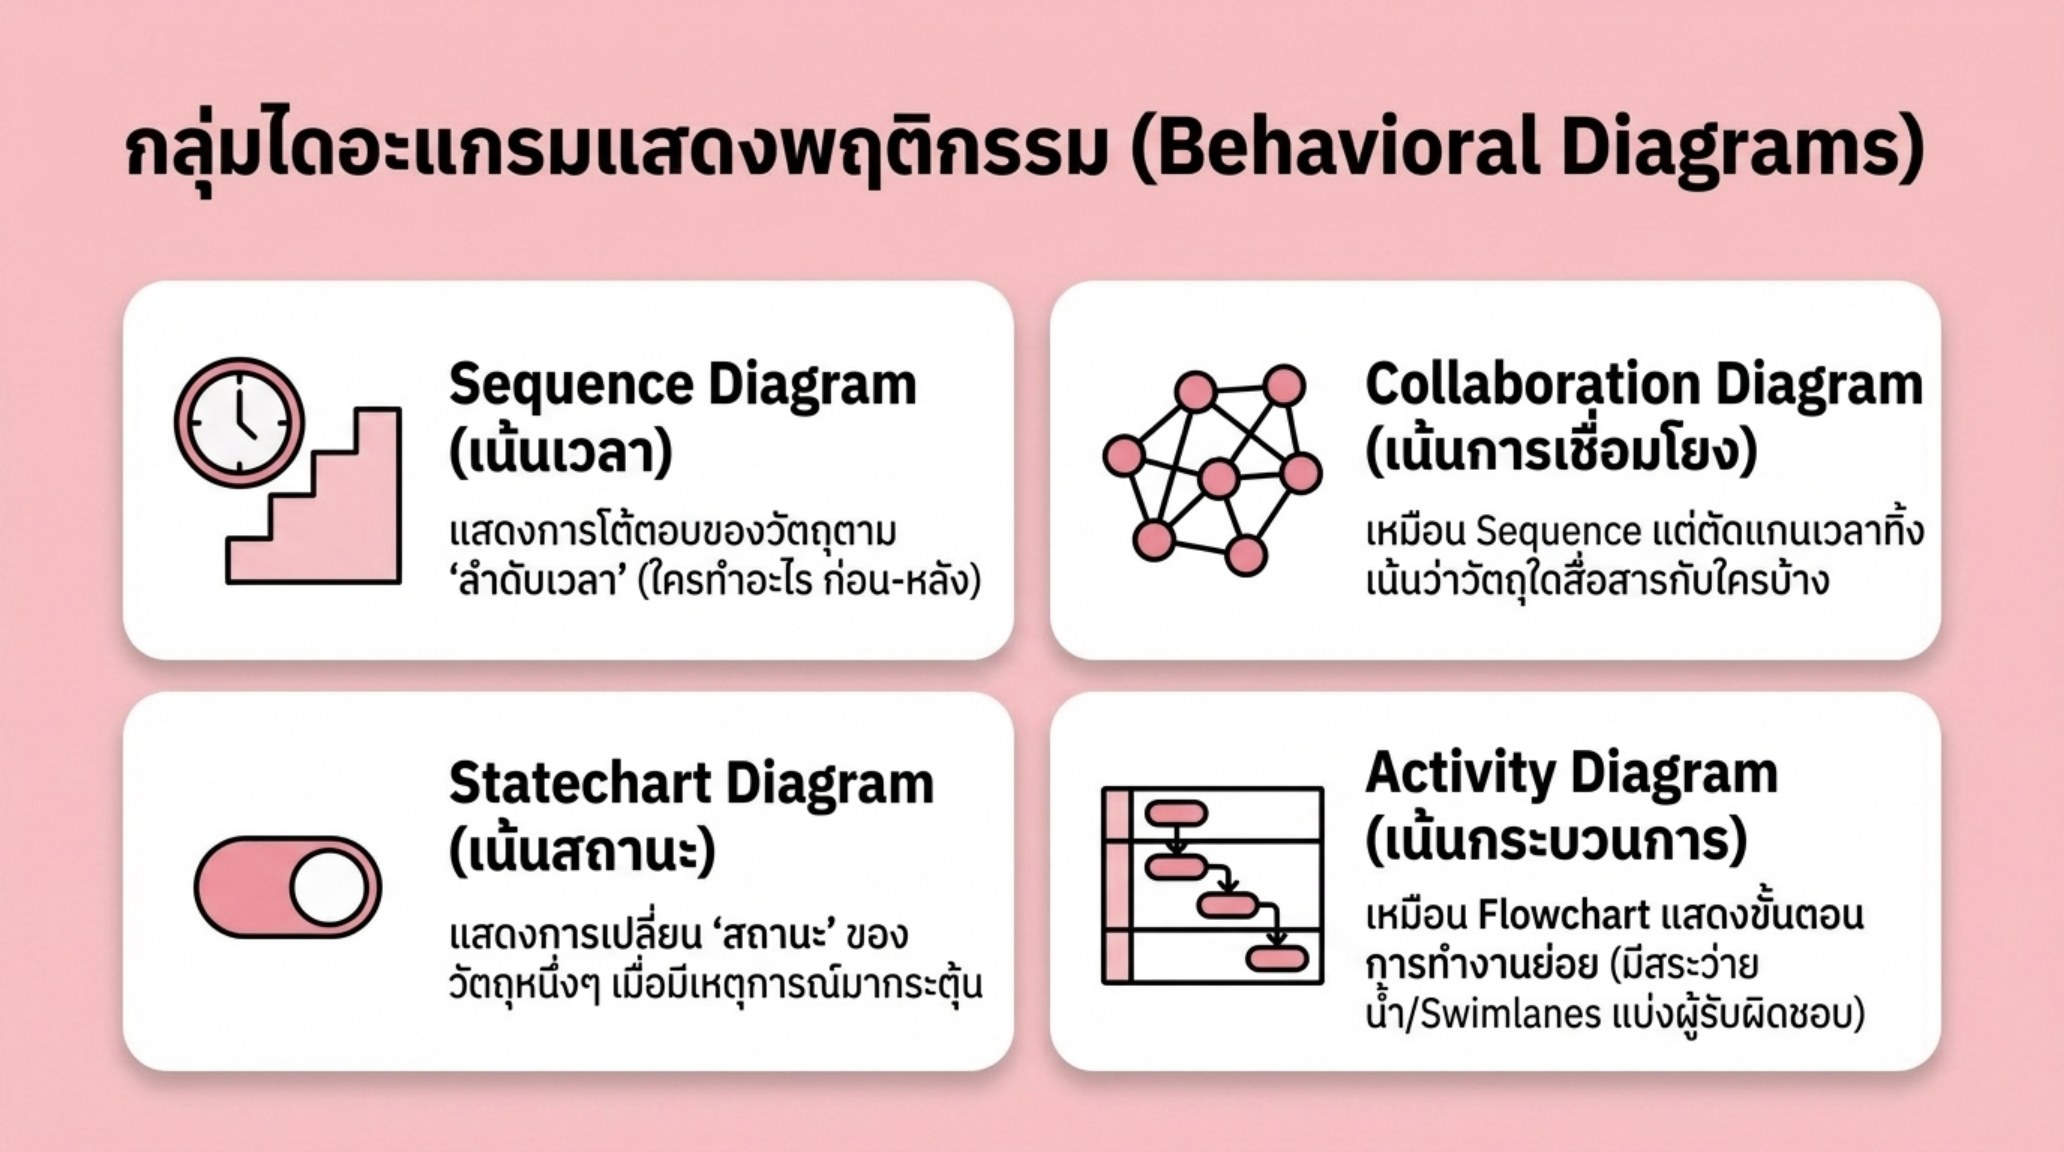 กลุ่มไดอะแกรมแสดงพฤติกรรม (Behavioral Diagrams)
Sequence Diagram
(เน้นเวลา)
แสดงการโต้ตอบของวัตถุตาม
‘ลำดับเวลา’ (ใครทำอะไร ก่อน-หลัง)
Collaboration Diagram
(เน้นการเชื่อมโยง)
เหมือน Sequence แต่ตัดแกนเวลาทิ้ง
เน้นว่าวัตถุใดสื่อสารกับใครบ้าง
Statechart Diagram
(เน้นสถานะ)
แสดงการเปลี่ยน ‘สถานะ’ ของ
วัตถุหนึ่งๆ เมื่อมีเหตุการณ์มากระตุ้น
Activity Diagram
(เน้นกระบวนการ)
เหมือน Flowchart แสดงขั้นตอน
การทำงานย่อย (มีสระว่าย
น้ำ/Swimlanes แบ่งผู้รับผิดชอบ)